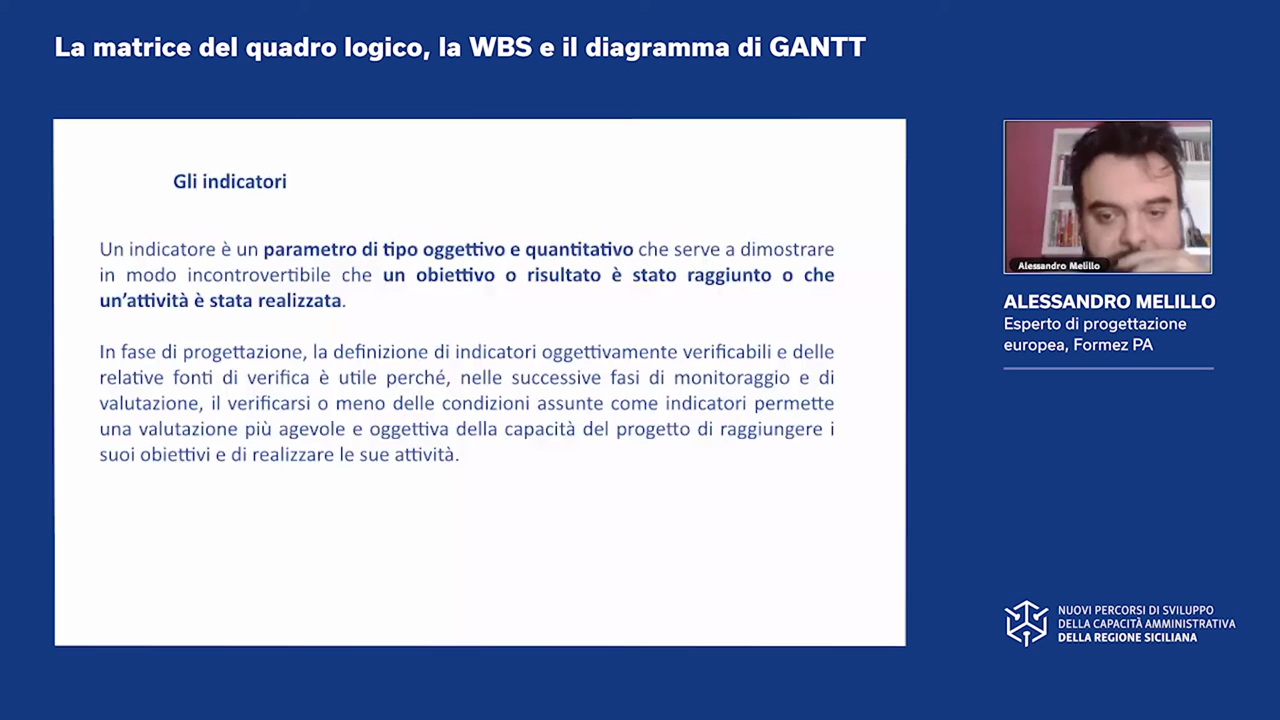 La matrice del quadro logico, la WBS e il diagramma di GANTT
Gli indicatori
Un indicatore è un parametro di tipo oggettivo e quantitativo che serve a dimostrare
in modo incontrovertibile che un obiettivo o risultato è stato raggiunto o che
un’attività è stata realizzata.
In fase di progettazione, la definizione di indicatori oggettivamente verificabili e delle
relative fonti di verifica è utile perché, nelle successive fasi di monitoraggio e di
valutazione, il verificarsi o meno delle condizioni assunte come indicatori permette
una valutazione più agevole e oggettiva della capacità del progetto di raggiungere i
suoi obiettivi e di realizzare le sue attività.
Alessandro Melillo
ALESSANDRO MELILLO
Esperto di progettazione
europea, Formez PA
NUOVI PERCORSI DI SVILUPPO
DELLA CAPACITÀ AMMINISTRATIVA
DELLA REGIONE SICILIANA